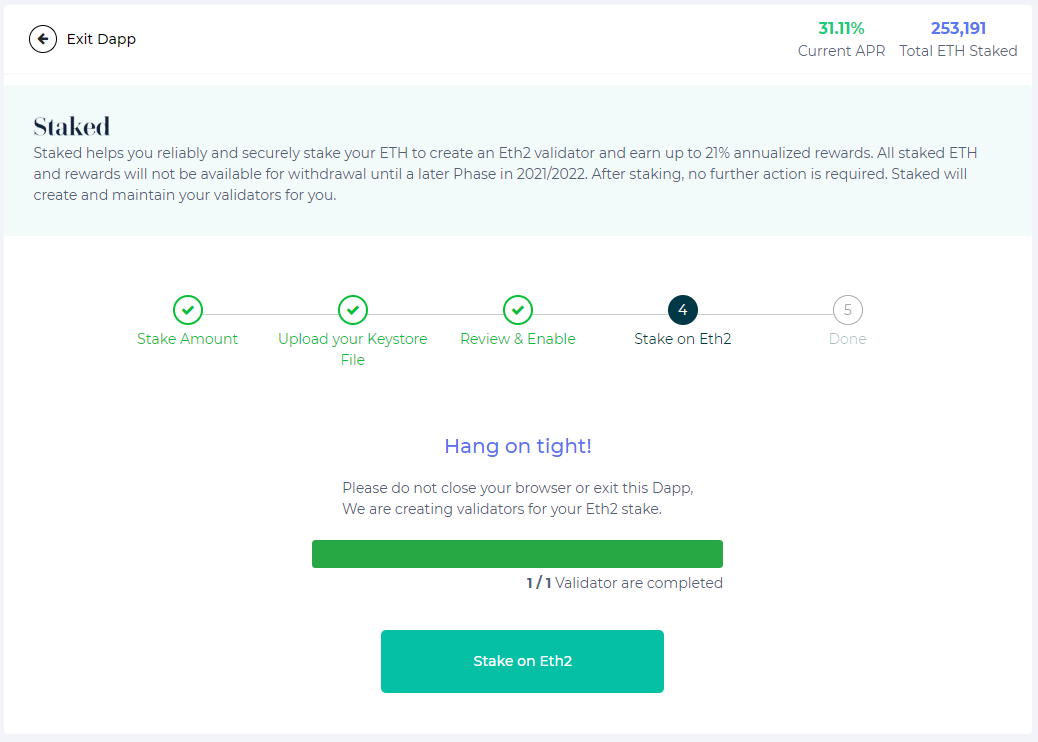 Exit Dapp
31.11%
Current APR
253,191
Total ETH Staked
Staked
Staked helps you reliably and securely stake your ETH to create an Eth2 validator and earn up to 21% annualized rewards. All staked ETH
and rewards will not be available for withdrawal until a later Phase in 2021/2022. After staking, no further action is required. Staked will
create and maintain your validators for you.
Stake Amount
Upload your Keystore
File
Review & Enable
4
Stake on Eth2
5
Done
Hang on tight!
Please do not close your browser or exit this Dapp,
We are creating validators for your Eth2 stake.
1 / 1 Validator are completed
Stake on Eth2